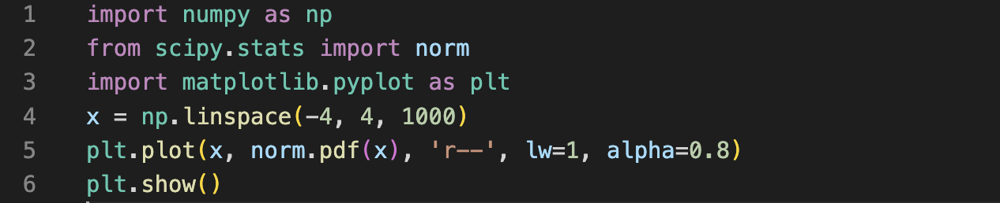 1 import numpy as np
2 from scipy.stats import norm
3 import matplotlib.pyplot as plt
4 x = np.linspace(-4, 4, 1000)
5 plt.plot(x, norm.pdf(x), 'r--', lw=1, alpha=0.8)
6 plt.show()